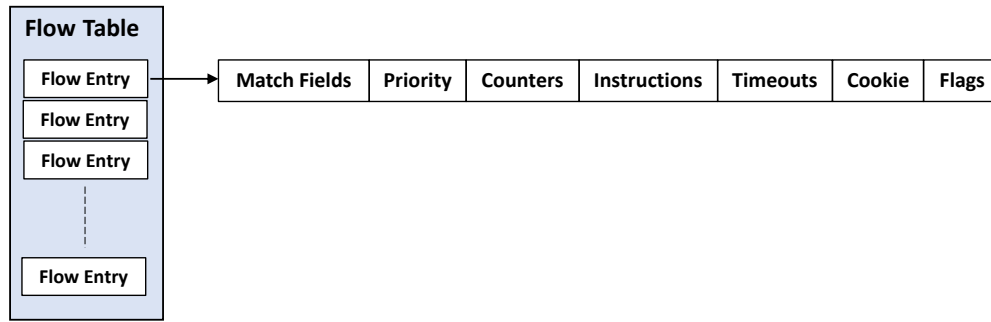 Flow Table
Flow Entry
Match Fields Priority Counters Instructions Timeouts Cookie Flags
Flow Entry
Flow Entry
Flow Entry